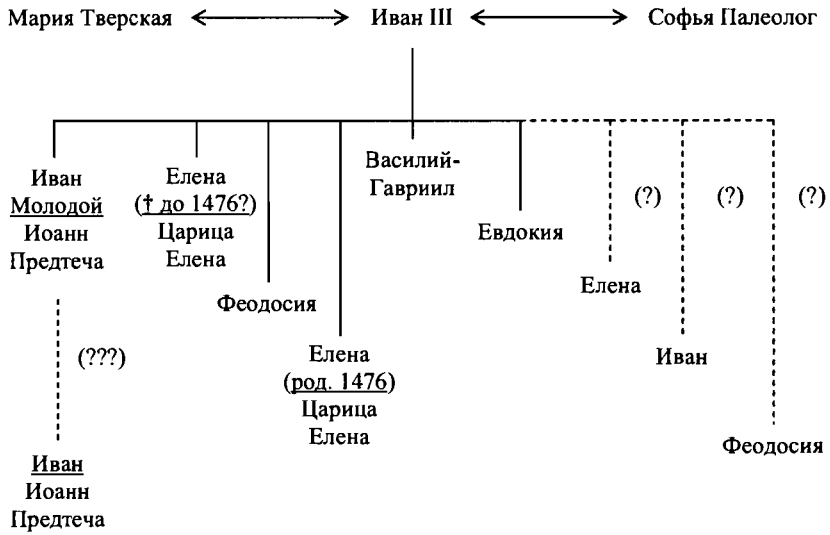 Мария Тверская Иван III Софья Палеолог
Иван
Молодой
Иоанн
Предтеча
Елена
(† до 1476?)
Царица
Елена
Феодосия
Елена
(род. 1476)
Царица
Елена
Василий-
Гавриил
Евдокия
(?)
Елена
(?)
Иван
(?)
Феодосия
(???)
Иван
Иоанн
Предтеча